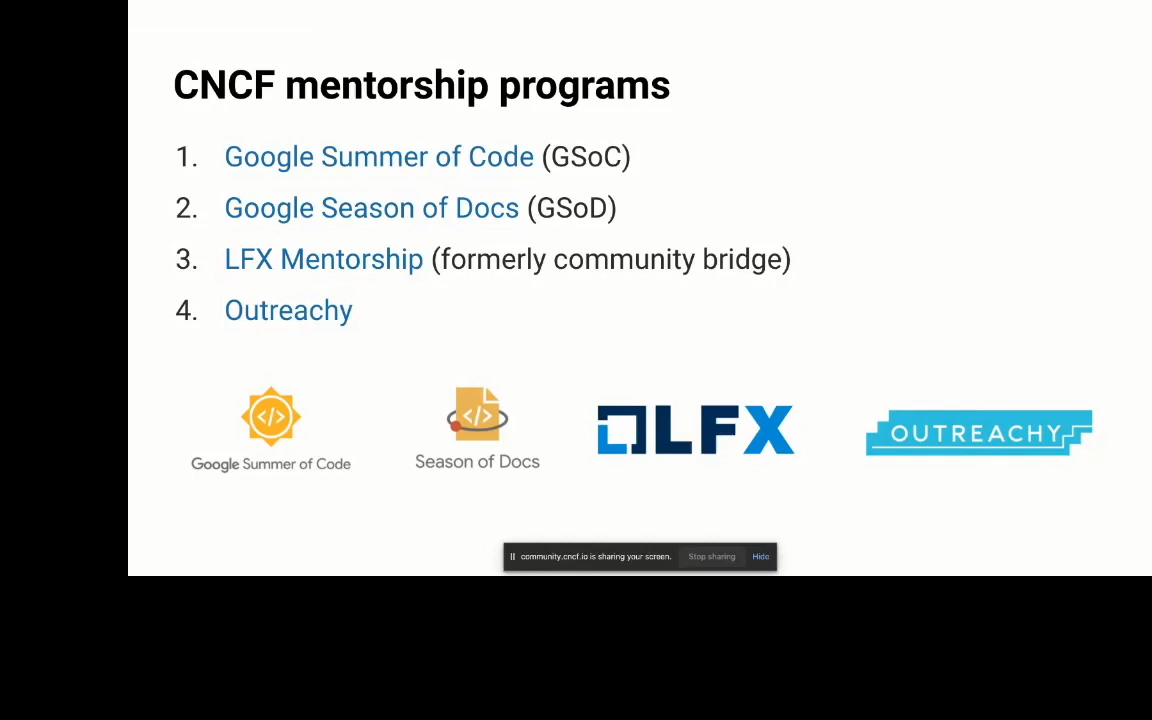 CNCF mentorship programs
1. Google Summer of Code (GSoC)
2. Google Season of Docs (GSoD)
3. LFX Mentorship (formerly community bridge)
4. Outreachy
</> </> LFX OUTREACHY
Google Summer of Code Season of Docs
community.cncf.io is sharing your screen. Stop sharing Hide